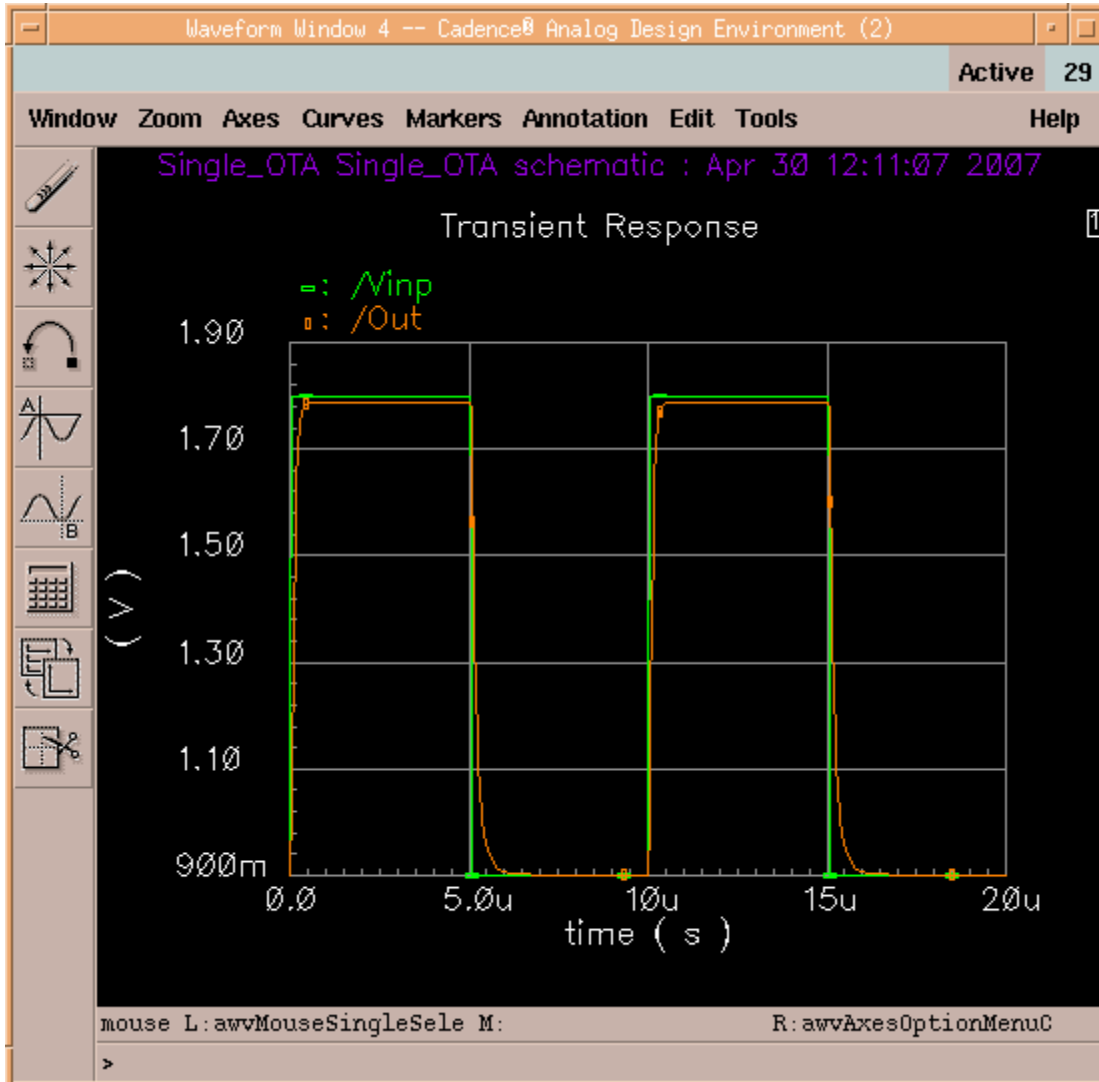 Waveform Window 4 -- Cadence® Analog Design Environment (2)
Active 29
Window Zoom Axes Curves Markers Annotation Edit Tools Help
Single_OTA Single_OTA schematic : Apr 30 12:11:07 2007
Transient Response
1
▫: /Vinp
▫: /Out
A
B
1.90
1.70
1.50
(V)
1.30
1.10
900m
0.0 5.0u 10u 15u 20u
time ( s )
mouse L:awvMouseSingleSele M: R:awvAxesOptionMenuC
>